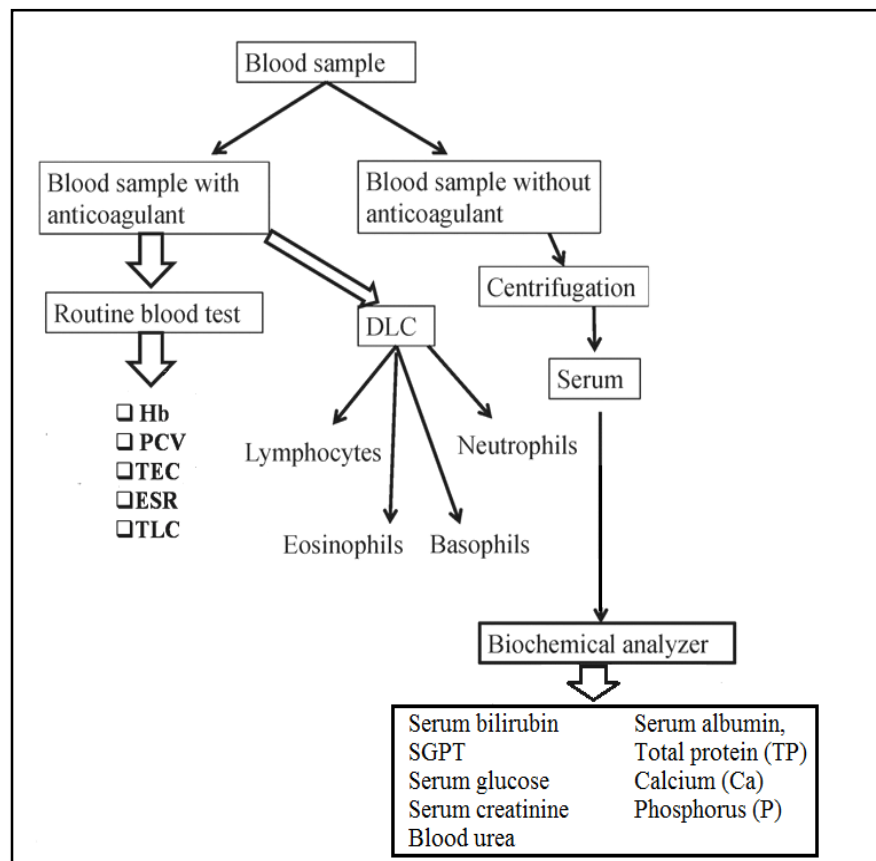 Blood sample
Blood sample with
anticoagulant
Blood sample without
anticoagulant
Routine blood test
DLC
Centrifugation
Serum
❑ Hb
❑ PCV
❑TEC
❑ESR
❑TLC
Lymphocytes
Neutrophils
Eosinophils
Basophils
Biochemical analyzer
Serum bilirubin
SGPT
Serum glucose
Serum creatinine
Blood urea
Serum albumin,
Total protein (TP)
Calcium (Ca)
Phosphorus (P)